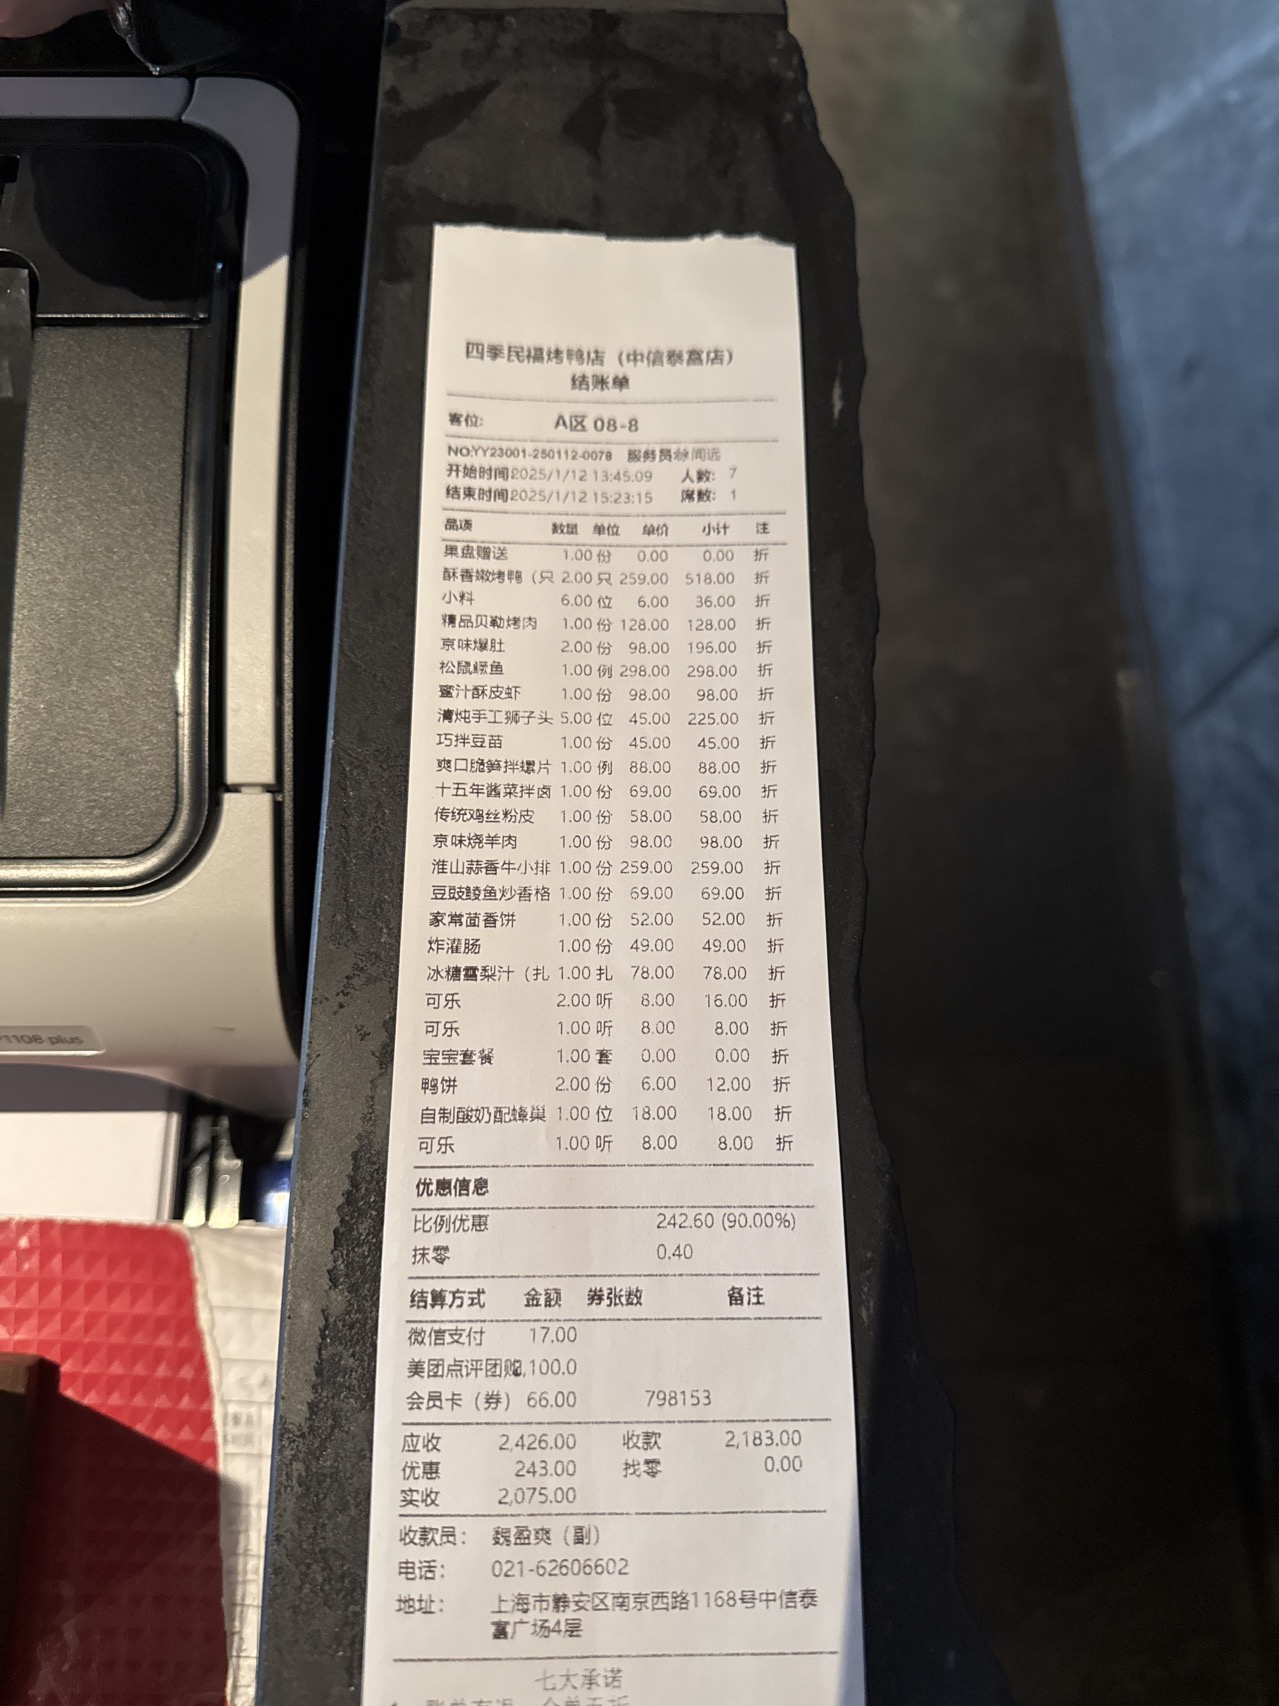 四季民福烤鸭店（中信泰富店）
结账单
客位: A区 08-8
NO:YY23001-250112-0078 服务员:徐闻远
开始时间2025/1/12 13:45:09 人数: 7
结束时间2025/1/12 15:23:15 席数: 1
品项 数量 单位 单价 小计 注
果盘赠送 1.00 份 0.00 0.00 折
酥香嫩烤鸭（只 2.00 只 259.00 518.00 折
小料 6.00 位 6.00 36.00 折
精品贝勒烤肉 1.00 份 128.00 128.00 折
京味爆肚 2.00 份 98.00 196.00 折
松鼠鳜鱼 1.00 例 298.00 298.00 折
蜜汁酥皮虾 1.00 份 98.00 98.00 折
清炖手工狮子头 5.00 位 45.00 225.00 折
巧拌豆苗 1.00 份 45.00 45.00 折
爽口脆笋拌螺片 1.00 例 88.00 88.00 折
十五年酱菜拌卤 1.00 份 69.00 69.00 折
传统鸡丝粉皮 1.00 份 58.00 58.00 折
京味烧羊肉 1.00 份 98.00 98.00 折
淮山蒜香牛小排 1.00 份 259.00 259.00 折
豆豉鲮鱼炒香格 1.00 份 69.00 69.00 折
家常茴香饼 1.00 份 52.00 52.00 折
炸灌肠 1.00 份 49.00 49.00 折
冰糖雪梨汁（扎 1.00 扎 78.00 78.00 折
可乐 2.00 听 8.00 16.00 折
可乐 1.00 听 8.00 8.00 折
宝宝套餐 1.00 套 0.00 0.00 折
鸭饼 2.00 份 6.00 12.00 折
自制酸奶配蜂巢 1.00 位 18.00 18.00 折
可乐 1.00 听 8.00 8.00 折
优惠信息
比例优惠 242.60 (90.00%)
抹零 0.40
结算方式 金额 券张数 备注
微信支付 17.00
美团点评团购,100.0
会员卡（券） 66.00 798153
应收 2,426.00 收款 2,183.00
优惠 243.00 找零 0.00
实收 2,075.00
收款员: 魏盈爽（副）
电话: 021-62606602
地址: 上海市静安区南京西路1168号中信泰
富广场4层
七大承诺
1108 plus